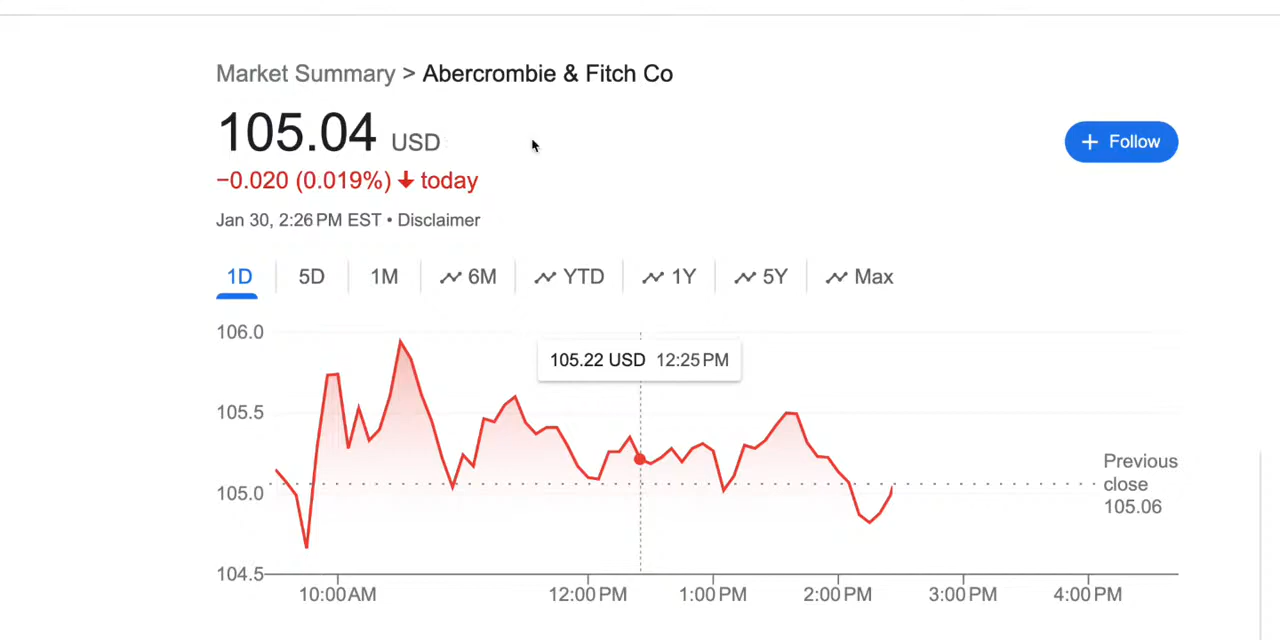 Market Summary > Abercrombie & Fitch Co
105.04 USD
+ Follow
−0.020 (0.019%) ↓ today
Jan 30, 2:26 PM EST • Disclaimer
1D 5D 1M 6M YTD 1Y 5Y Max
106.0
105.22 USD 12:25 PM
105.5
105.0
104.5
Previous
close
105.06
10:00 AM 12:00 PM 1:00 PM 2:00 PM 3:00 PM 4:00 PM